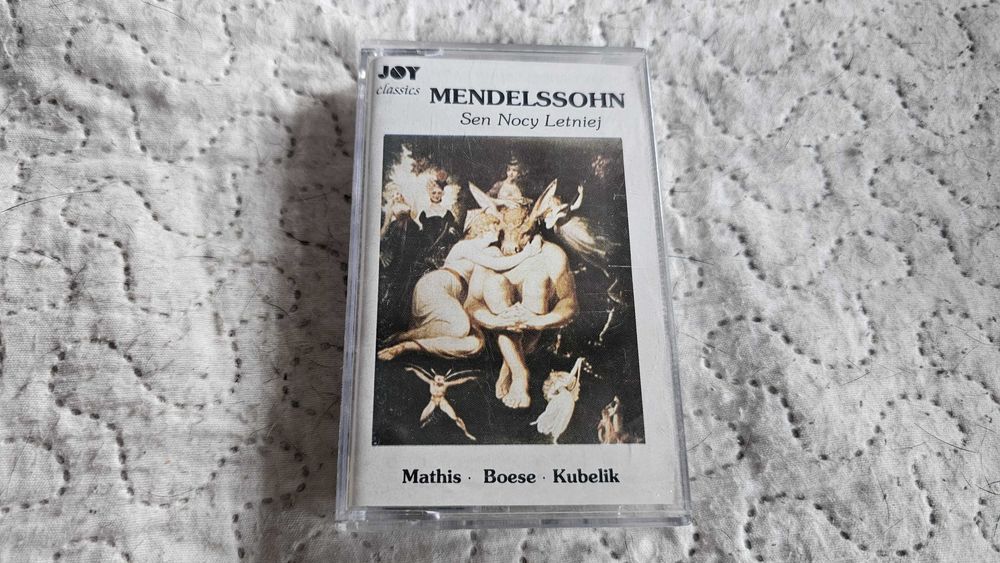 JOY
classics
MENDELSSOHN
Sen Nocy Letniej
Mathis · Boese · Kubelik